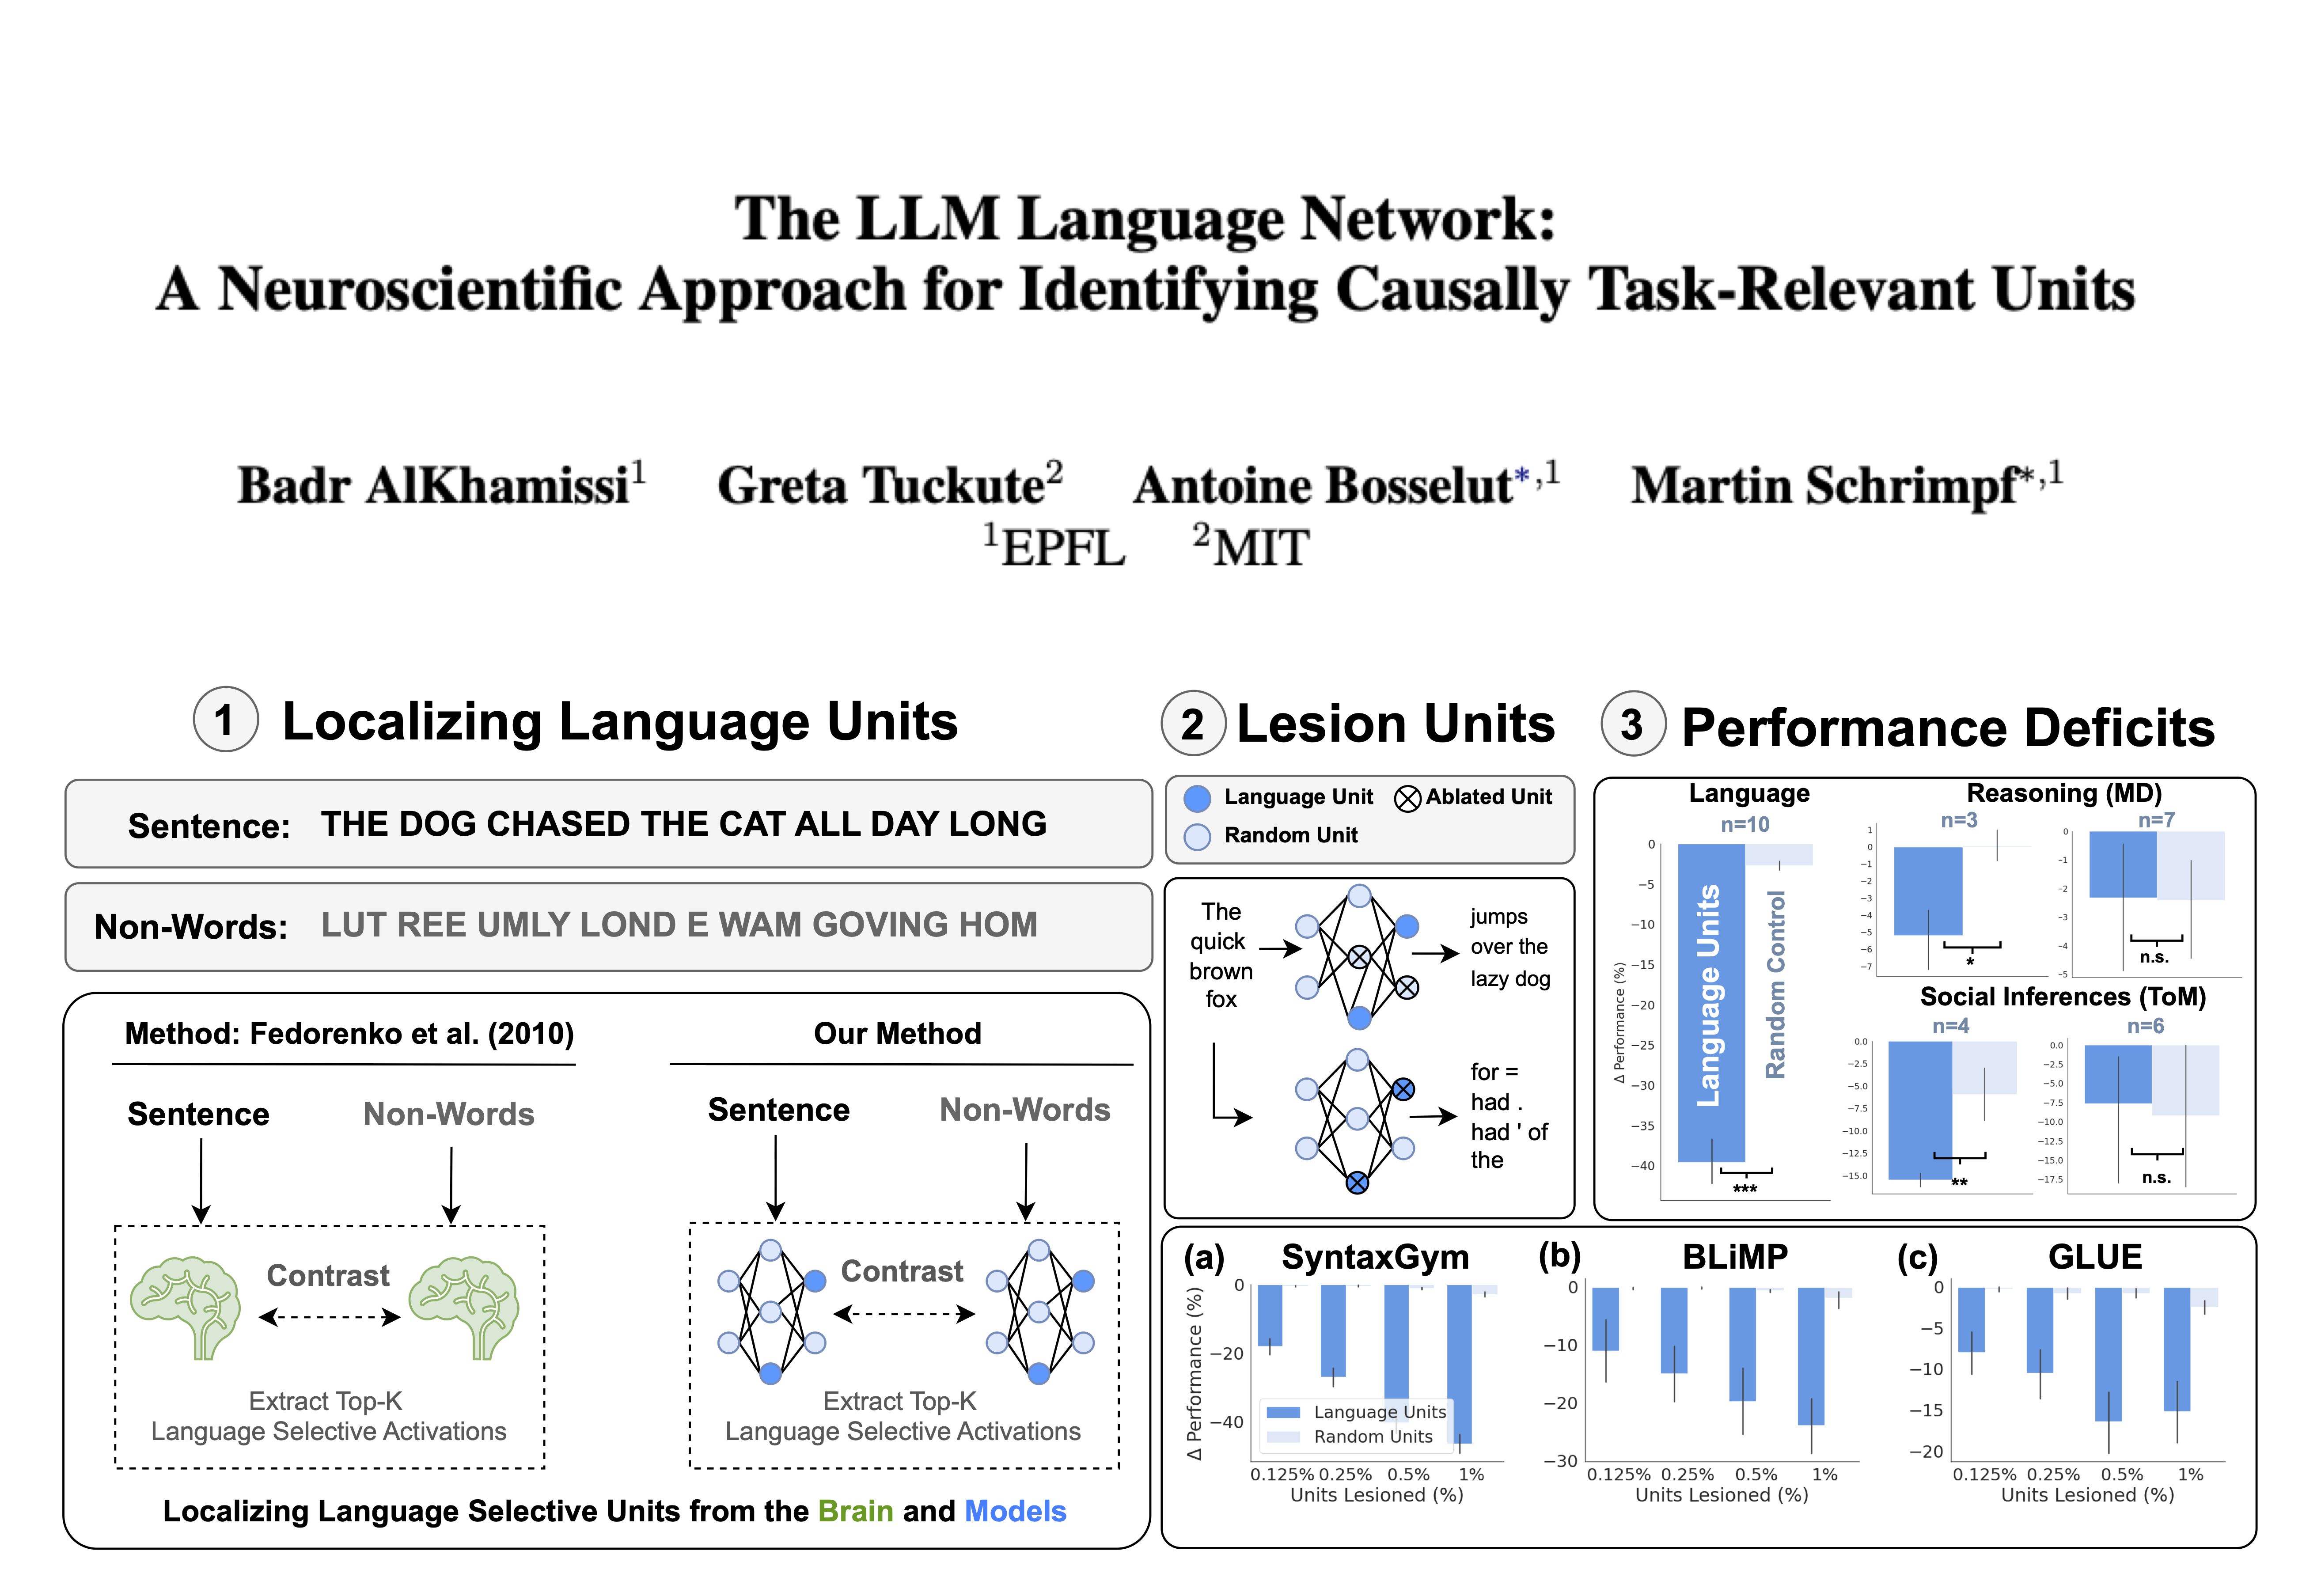 The LLM Language Network:
A Neuroscientific Approach for Identifying Causally Task-Relevant Units
Badr AlKhamissi1 Greta Tuckute2 Antoine Bosselut*,1 Martin Schrimpf*,1
1EPFL 2MIT
1 Localizing Language Units
Sentence: THE DOG CHASED THE CAT ALL DAY LONG
Non-Words: LUT REE UMLY LOND E WAM GOVING HOM
Method: Fedorenko et al. (2010)
Sentence Non-Words
Contrast
Extract Top-K
Language Selective Activations
Our Method
Sentence Non-Words
Contrast
Extract Top-K
Language Selective Activations
Localizing Language Selective Units from the Brain and Models
2 Lesion Units
Language Unit
Ablated Unit
Random Unit
The
quick
brown
fox
jumps
over the
lazy dog
for =
had .
had ' of
the
3 Performance Deficits
Language
n=10
Δ Performance (%)
0
−5
−10
−15
−20
−25
−30
−35
−40
Language Units
Random Control
***
Reasoning (MD)
n=3
1
0
−1
−2
−3
−4
−5
−6
−7
*
n=7
0
−1
−2
−3
−4
−5
n.s.
Social Inferences (ToM)
n=4
0.0
−2.5
−5.0
−7.5
−10.0
−12.5
−15.0
**
n=6
0.0
−2.5
−5.0
−7.5
−10.0
−12.5
−15.0
−17.5
n.s.
(a) SyntaxGym
Δ Performance (%)
0
−20
−40
Language Units
Random Units
0.125% 0.25% 0.5% 1%
Units Lesioned (%)
(b) BLiMP
0
−10
−20
−30
0.125% 0.25% 0.5% 1%
Units Lesioned (%)
(c) GLUE
0
−5
−10
−15
−20
0.125% 0.25% 0.5% 1%
Units Lesioned (%)